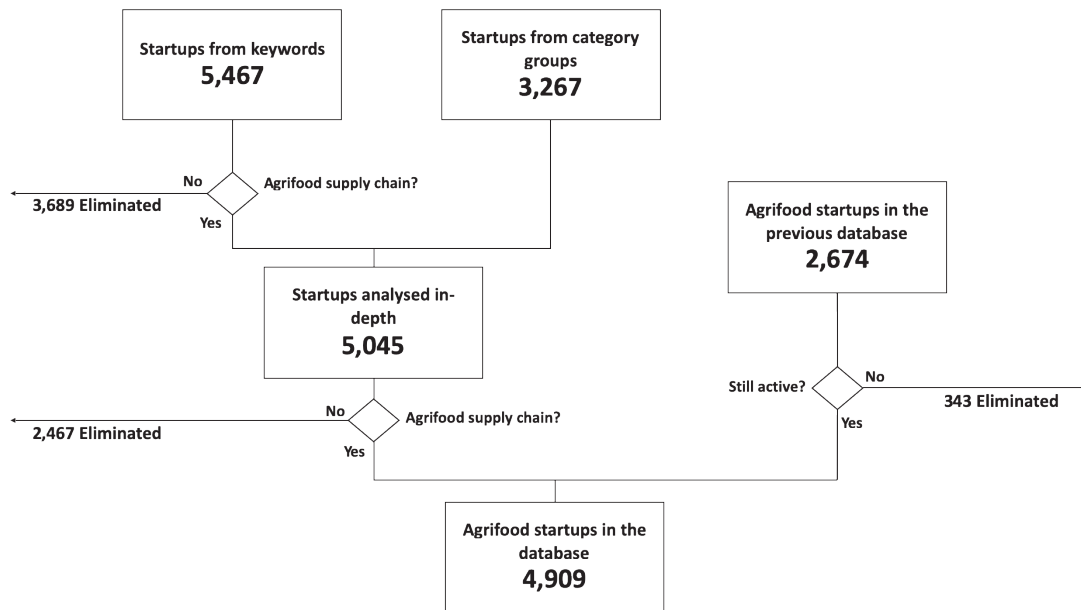 Startups from keywords
5,467
Startups from category
groups
3,267
No
Agrifood supply chain?
3,689 Eliminated
Yes
Agrifood startups in the
previous database
2,674
Startups analysed in-
depth
5,045
Still active?
No
343 Eliminated
Yes
No
Agrifood supply chain?
2,467 Eliminated
Yes
Agrifood startups in the
database
4,909